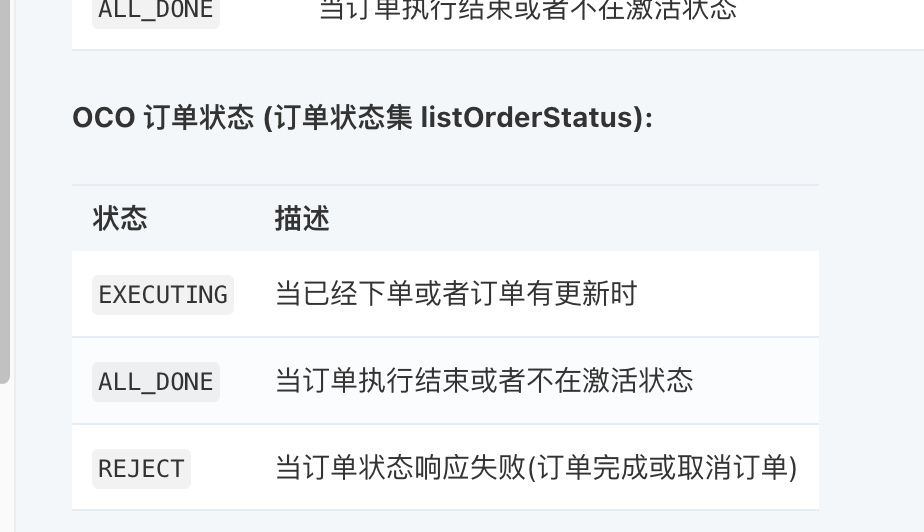 ALL_DONE 当订单执行结束或者不在激活状态
OCO 订单状态 (订单状态集 listOrderStatus):
状态 描述
EXECUTING 当已经下单或者订单有更新时
ALL_DONE 当订单执行结束或者不在激活状态
REJECT 当订单状态响应失败(订单完成或取消订单)